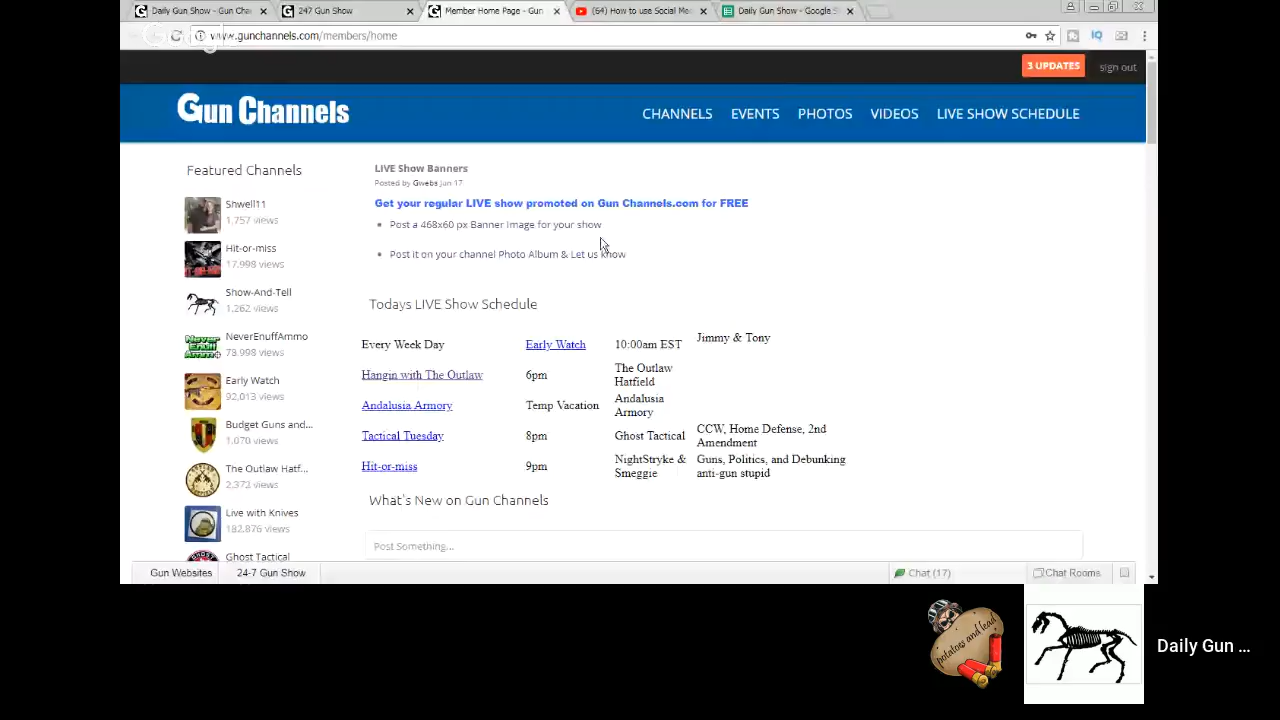 Daily Gun Show - Gun Cha
247 Gun Show
Member Home Page - Gun
(64) How to use Social Me
Daily Gun Show - Google S
www.gunchannels.com/members/home
3 UPDATES
sign out
Gun Channels
CHANNELS
EVENTS
PHOTOS
VIDEOS
LIVE SHOW SCHEDULE
Featured Channels
Shwell11
1,757 views
Hit-or-miss
17,998 views
Show-And-Tell
1,262 views
NeverEnuffAmmo
73,998 views
Early Watch
92,013 views
Budget Guns and...
1,070 views
The Outlaw Hatf...
2,372 views
Live with Knives
182,876 views
Ghost Tactical
LIVE Show Banners
Posted by Gwebs Jan 17
Get your regular LIVE show promoted on Gun Channels.com for FREE
Post a 468x60 px Banner Image for your show
Post it on your channel Photo Album & Let us know
Todays LIVE Show Schedule
Every Week Day
Early Watch
10:00am EST
Jimmy & Tony
Hangin with The Outlaw
6pm
The Outlaw
Hatfield
Andalusia Armory
Temp Vacation
Andalusia
Armory
Tactical Tuesday
8pm
Ghost Tactical
CCW, Home Defense, 2nd
Amendment
Hit-or-miss
9pm
NightStryke &
Smeggie
Guns, Politics, and Debunking
anti-gun stupid
What's New on Gun Channels
Post Something...
Gun Websites
24-7 Gun Show
Chat (17)
Chat Rooms
potatoes and lead
Daily Gun ...